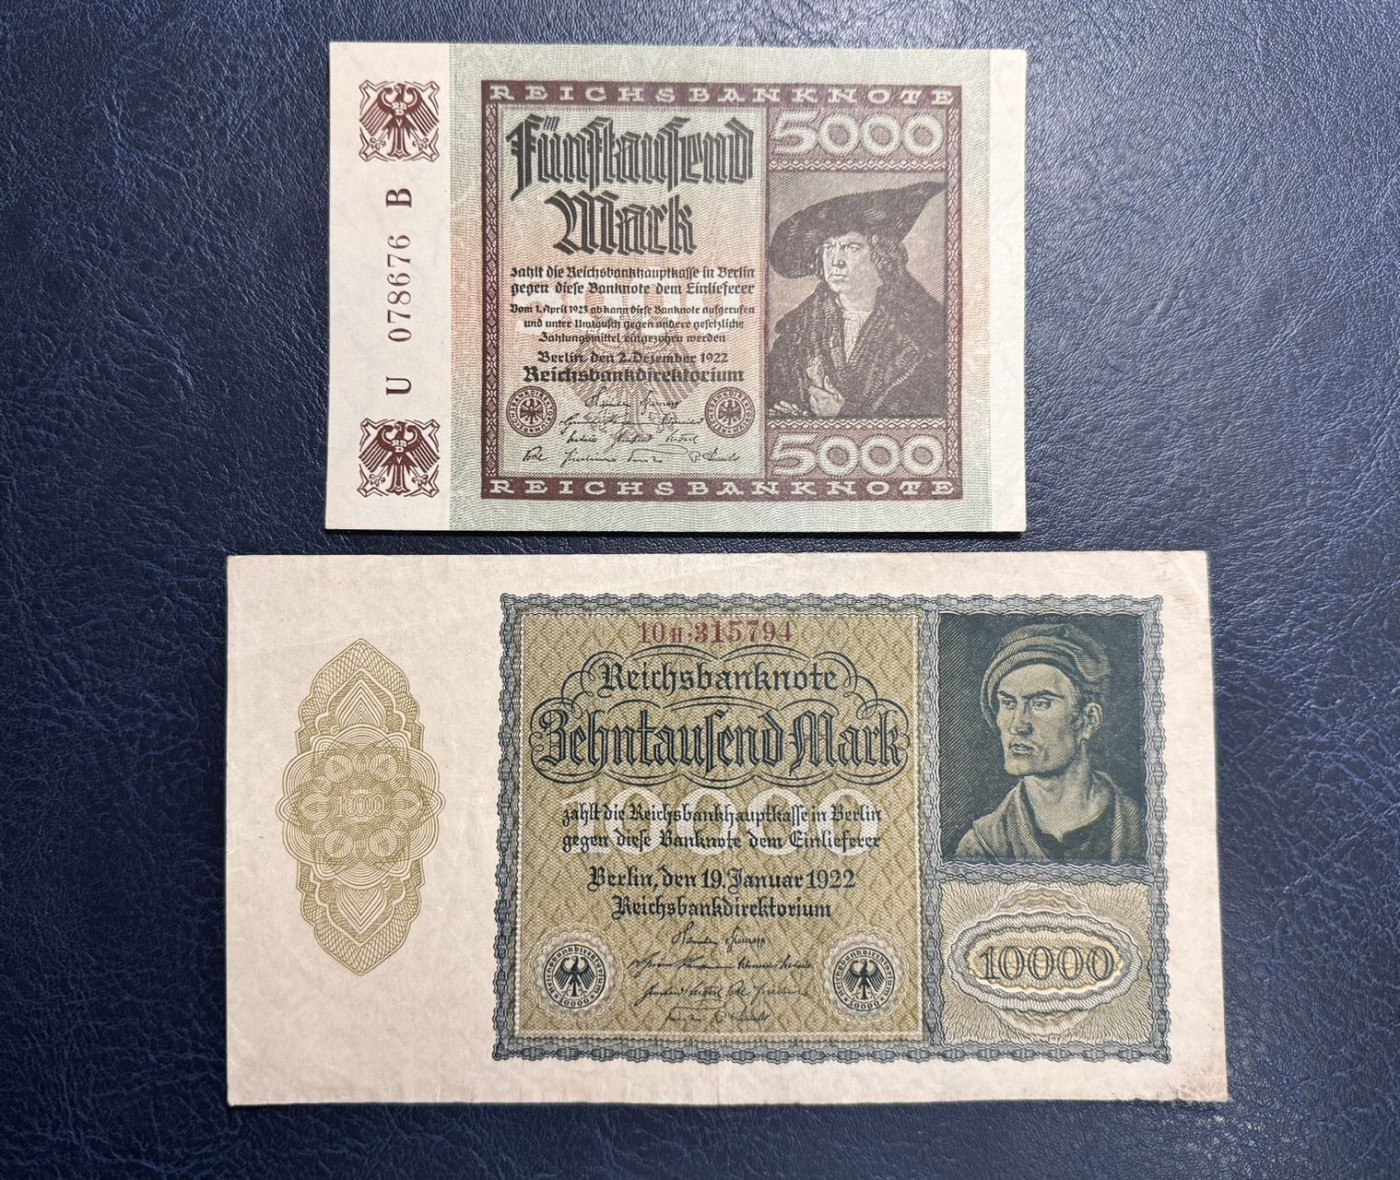 U 078676 B
REICHSBANKNOTE
Fünftausend
Mark
5000
zahlt die Reichsbankhauptkasse in Berlin
gegen diese Banknote dem Einlieferer
Vom 1. April 1923 ab kann diese Banknote aufgerufen
und unter Umtausch gegen andere gesetzliche
Zahlungsmittel eingezogen werden
Berlin, den 2. Dezember 1922
Reichsbankdirektorium
5000
REICHSBANKNOTE
10H·315794
Reichsbanknote
Zehntausend Mark
10000
zahlt die Reichsbankhauptkasse in Berlin
gegen diese Banknote dem Einlieferer
10000
Berlin, den 19. Januar 1922
Reichsbankdirektorium
10000